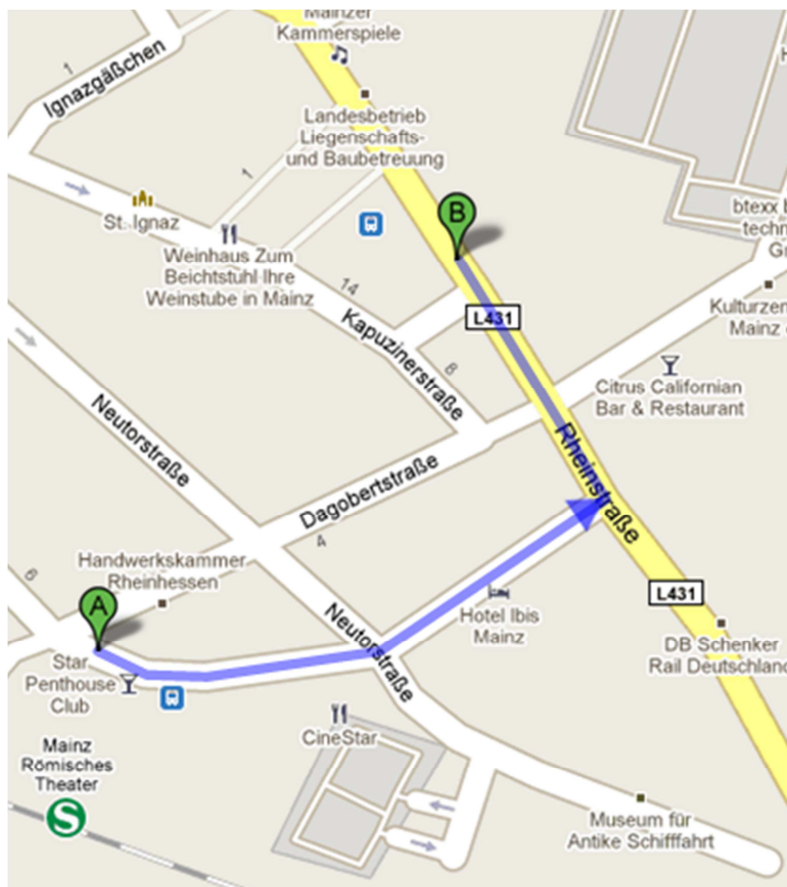 Mainzer
Kammerspiele
Ignazgäßchen
1
Landesbetrieb
Liegenschafts-
und Baubetreuung
1
St. Ignaz
B
btexx
Weinhaus Zum
Beichtstuhl Ihre
Weinstube in Mainz
14
Kapuzinerstraße
L431
Mainz
6
Citrus Californian
Bar & Restaurant
Neutorstraße
Rheinstraße
Dagobertstraße
4
Handwerkskammer
Rheinhessen
6
A
Neutorstraße
Hotel Ibis
Mainz
L431
DB Schenker
Rail Deutschland
Star
Penthouse
Club
CineStar
Mainz
Römisches
Theater
S
Museum für
Antike Schifffahrt